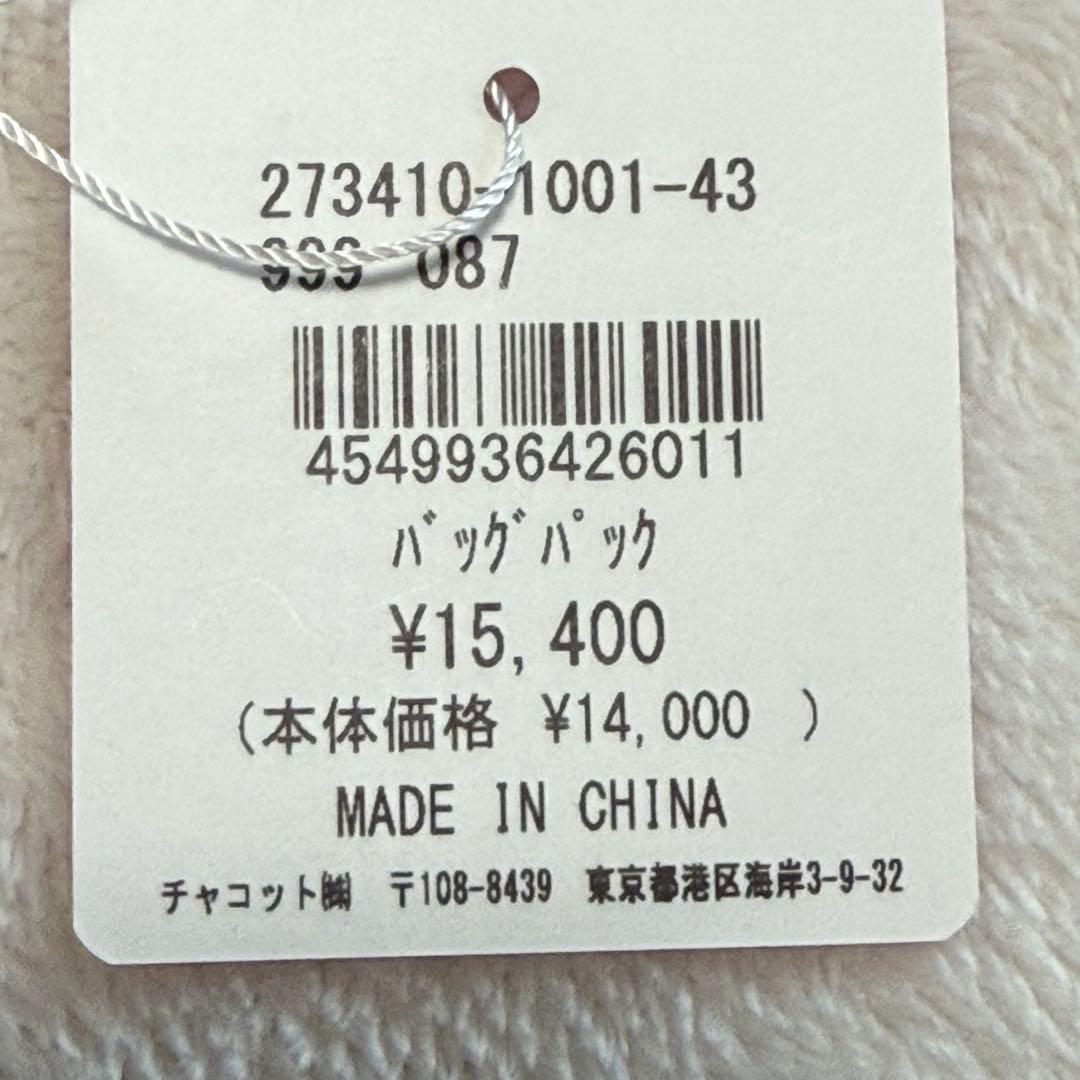 273410-1001-43
999 087
4549936426011
ﾊﾞｯｸﾞﾊﾟｯｸ
¥15,400
(本体価格 ¥14,000 )
MADE IN CHINA
チャコット㈱ 〒108-8439 東京都港区海岸3-9-32